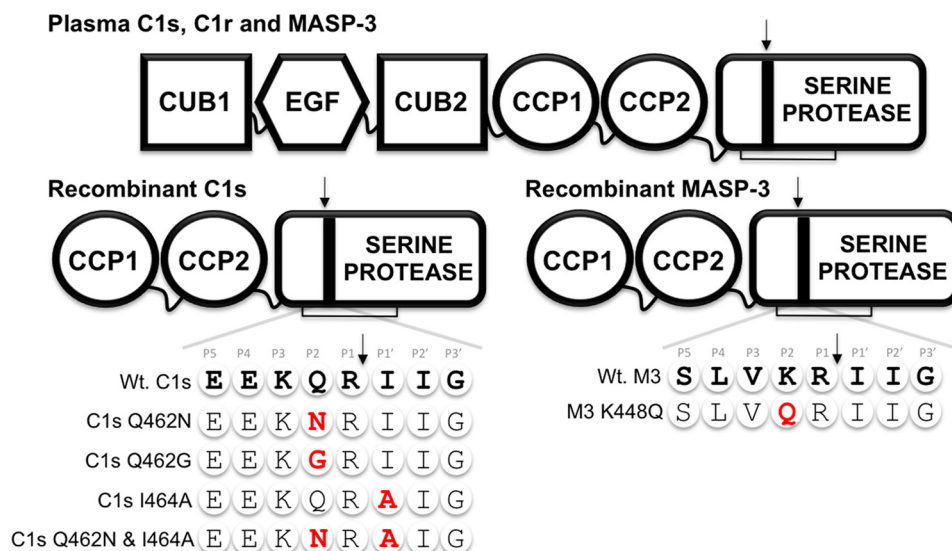 Plasma C1s, C1r and MASP-3
CUB1 EGF CUB2 CCP1 CCP2 SERINE PROTEASE
Recombinant C1s
CCP1 CCP2 SERINE PROTEASE
P5 P4 P3 P2 P1 P1' P2' P3'
Wt. C1s E E K Q R I I G
C1s Q462N E E K N R I I G
C1s Q462G E E K G R I I G
C1s I464A E E K Q R A I G
C1s Q462N & I464A E E K N R A I G
Recombinant MASP-3
CCP1 CCP2 SERINE PROTEASE
P5 P4 P3 P2 P1 P1' P2' P3'
Wt. M3 S L V K R I I G
M3 K448Q S L V Q R I I G